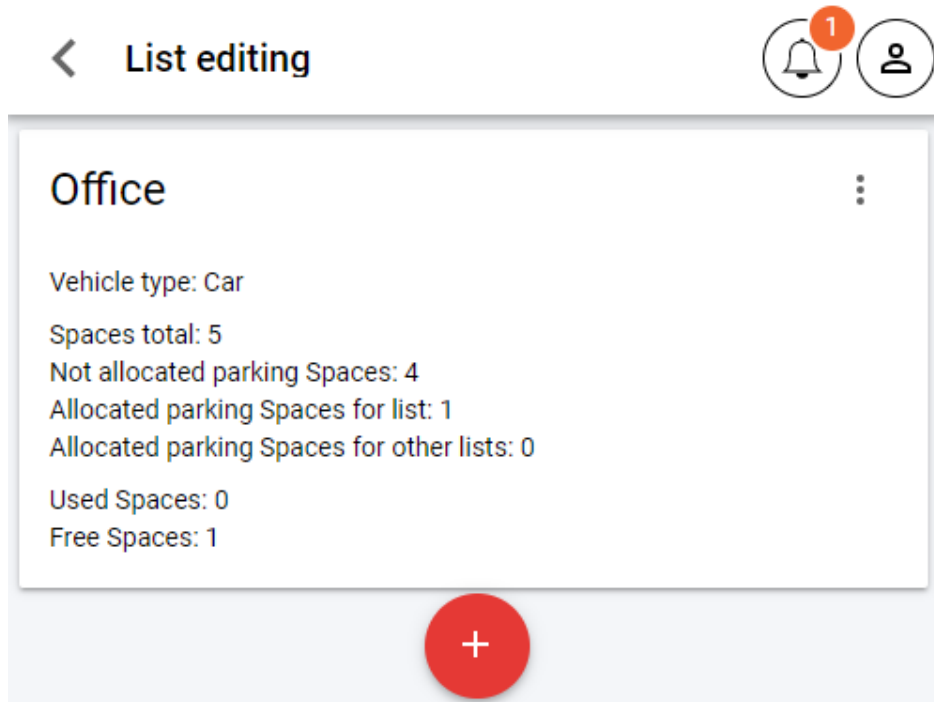 List editing
1
Office
Vehicle type: Car
Spaces total: 5
Not allocated parking Spaces: 4
Allocated parking Spaces for list: 1
Allocated parking Spaces for other lists: 0
Used Spaces: 0
Free Spaces: 1
+